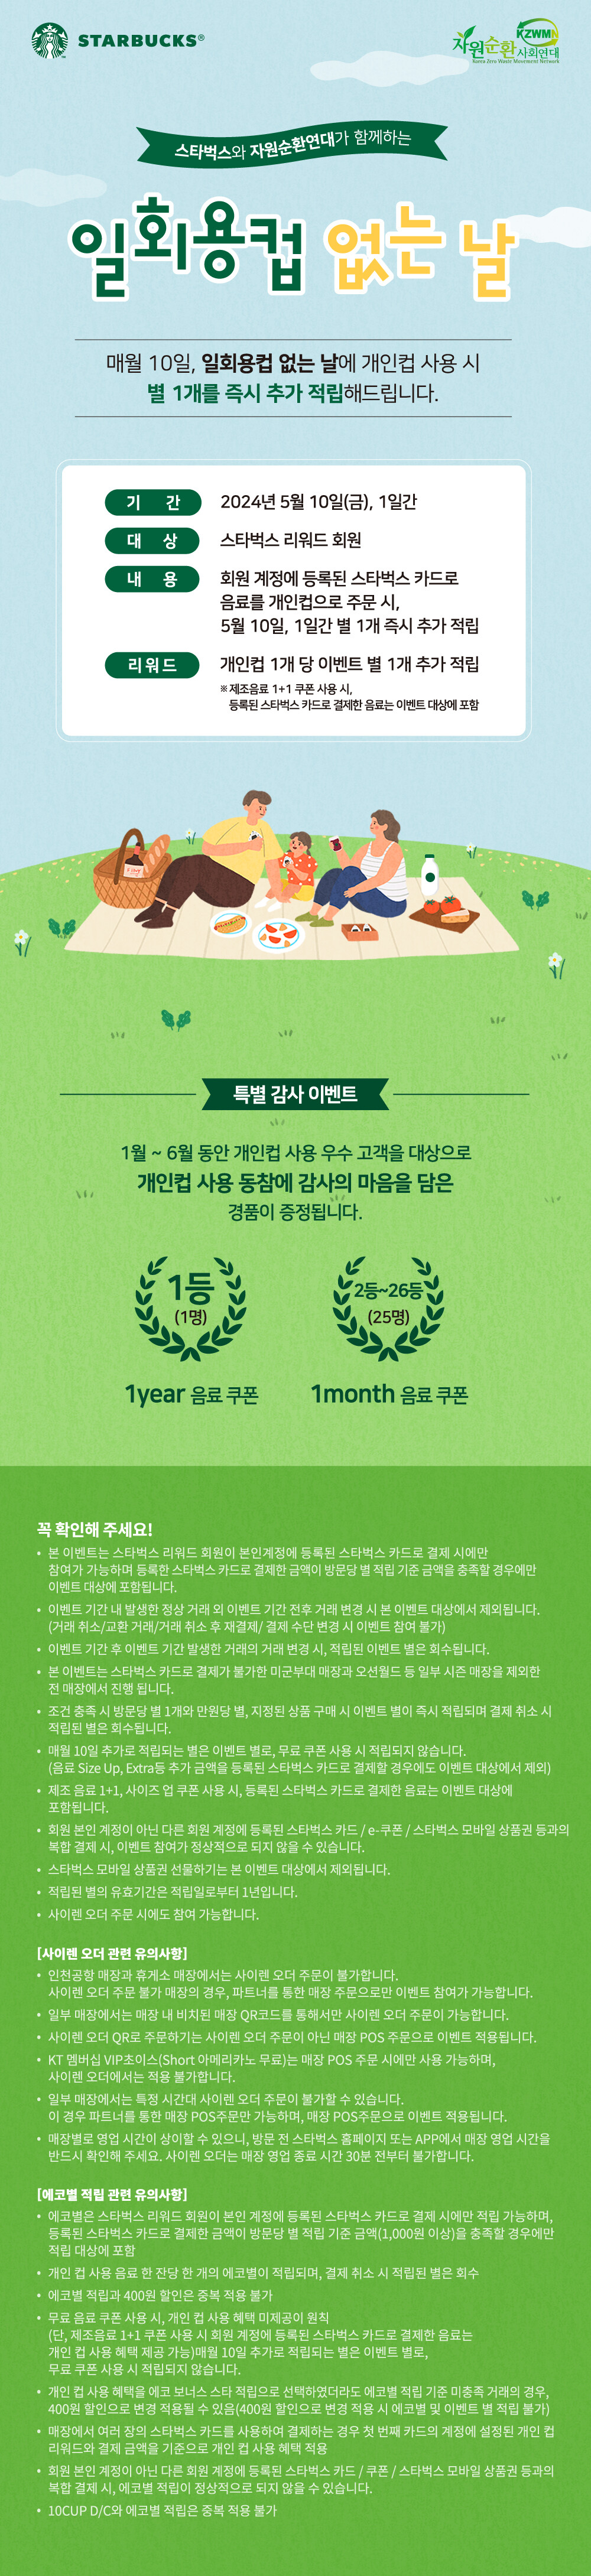 STARBUCKS®
자원순환사회연대
KZWMN
Korea Zero Waste Movement Network
스타벅스와 자원순환연대가 함께하는
일회용컵 없는 날
매월 10일, 일회용컵 없는 날에 개인컵 사용 시
별 1개를 즉시 추가 적립해드립니다.
기 간
2024년 5월 10일(금), 1일간
대 상
스타벅스 리워드 회원
내 용
회원 계정에 등록된 스타벅스 카드로
음료를 개인컵으로 주문 시,
5월 10일, 1일간 별 1개 즉시 추가 적립
리워드
개인컵 1개 당 이벤트 별 1개 추가 적립
※ 제조음료 1+1 쿠폰 사용 시,
등록된 스타벅스 카드로 결제한 음료는 이벤트 대상에 포함
특별 감사 이벤트
1월 ~ 6월 동안 개인컵 사용 우수 고객을 대상으로
개인컵 사용 동참에 감사의 마음을 담은
경품이 증정됩니다.
1등
(1명)
1year 음료 쿠폰
2등~26등
(25명)
1month 음료 쿠폰
꼭 확인해 주세요!
• 본 이벤트는 스타벅스 리워드 회원이 본인계정에 등록된 스타벅스 카드로 결제 시에만
참여가 가능하며 등록한 스타벅스 카드로 결제한 금액이 방문당 별 적립 기준 금액을 충족할 경우에만
이벤트 대상에 포함됩니다.
• 이벤트 기간 내 발생한 정상 거래 외 이벤트 기간 전후 거래 변경 시 본 이벤트 대상에서 제외됩니다.
(거래 취소/교환 거래/거래 취소 후 재결제/ 결제 수단 변경 시 이벤트 참여 불가)
• 이벤트 기간 후 이벤트 기간 발생한 거래의 거래 변경 시, 적립된 이벤트 별은 회수됩니다.
• 본 이벤트는 스타벅스 카드로 결제가 불가한 미군부대 매장과 오션월드 등 일부 시즌 매장을 제외한
전 매장에서 진행 됩니다.
• 조건 충족 시 방문당 별 1개와 만원당 별, 지정된 상품 구매 시 이벤트 별이 즉시 적립되며 결제 취소 시
적립된 별은 회수됩니다.
• 매월 10일 추가로 적립되는 별은 이벤트 별로, 무료 쿠폰 사용 시 적립되지 않습니다.
(음료 Size Up, Extra등 추가 금액을 등록된 스타벅스 카드로 결제할 경우에도 이벤트 대상에서 제외)
• 제조 음료 1+1, 사이즈 업 쿠폰 사용 시, 등록된 스타벅스 카드로 결제한 음료는 이벤트 대상에
포함됩니다.
• 회원 본인 계정이 아닌 다른 회원 계정에 등록된 스타벅스 카드 / e-쿠폰 / 스타벅스 모바일 상품권 등과의
복합 결제 시, 이벤트 참여가 정상적으로 되지 않을 수 있습니다.
• 스타벅스 모바일 상품권 선물하기는 본 이벤트 대상에서 제외됩니다.
• 적립된 별의 유효기간은 적립일로부터 1년입니다.
• 사이렌 오더 주문 시에도 참여 가능합니다.
[사이렌 오더 관련 유의사항]
• 인천공항 매장과 휴게소 매장에서는 사이렌 오더 주문이 불가합니다.
사이렌 오더 주문 불가 매장의 경우, 파트너를 통한 매장 주문으로만 이벤트 참여가 가능합니다.
• 일부 매장에서는 매장 내 비치된 매장 QR코드를 통해서만 사이렌 오더 주문이 가능합니다.
• 사이렌 오더 QR로 주문하기는 사이렌 오더 주문이 아닌 매장 POS 주문으로 이벤트 적용됩니다.
• KT 멤버십 VIP초이스(Short 아메리카노 무료)는 매장 POS 주문 시에만 사용 가능하며,
사이렌 오더에서는 적용 불가합니다.
• 일부 매장에서는 특정 시간대 사이렌 오더 주문이 불가할 수 있습니다.
이 경우 파트너를 통한 매장 POS주문만 가능하며, 매장 POS주문으로 이벤트 적용됩니다.
• 매장별로 영업 시간이 상이할 수 있으니, 방문 전 스타벅스 홈페이지 또는 APP에서 매장 영업 시간을
반드시 확인해 주세요. 사이렌 오더는 매장 영업 종료 시간 30분 전부터 불가합니다.
[에코별 적립 관련 유의사항]
• 에코별은 스타벅스 리워드 회원이 본인 계정에 등록된 스타벅스 카드로 결제 시에만 적립 가능하며,
등록된 스타벅스 카드로 결제한 금액이 방문당 별 적립 기준 금액(1,000원 이상)을 충족할 경우에만
적립 대상에 포함
• 개인 컵 사용 음료 한 잔당 한 개의 에코별이 적립되며, 결제 취소 시 적립된 별은 회수
• 에코별 적립과 400원 할인은 중복 적용 불가
• 무료 음료 쿠폰 사용 시, 개인 컵 사용 혜택 미제공이 원칙
(단, 제조음료 1+1 쿠폰 사용 시 회원 계정에 등록된 스타벅스 카드로 결제한 음료는
개인 컵 사용 혜택 제공 가능)매월 10일 추가로 적립되는 별은 이벤트 별로,
무료 쿠폰 사용 시 적립되지 않습니다.
• 개인 컵 사용 혜택을 에코 보너스 스타 적립으로 선택하였더라도 에코별 적립 기준 미충족 거래의 경우,
400원 할인으로 변경 적용될 수 있음(400원 할인으로 변경 적용 시 에코별 및 이벤트 별 적립 불가)
• 매장에서 여러 장의 스타벅스 카드를 사용하여 결제하는 경우 첫 번째 카드의 계정에 설정된 개인 컵
리워드와 결제 금액을 기준으로 개인 컵 사용 혜택 적용
• 회원 본인 계정이 아닌 다른 회원 계정에 등록된 스타벅스 카드 / 쿠폰 / 스타벅스 모바일 상품권 등과의
복합 결제 시, 에코별 적립이 정상적으로 되지 않을 수 있습니다.
• 10CUP D/C와 에코별 적립은 중복 적용 불가